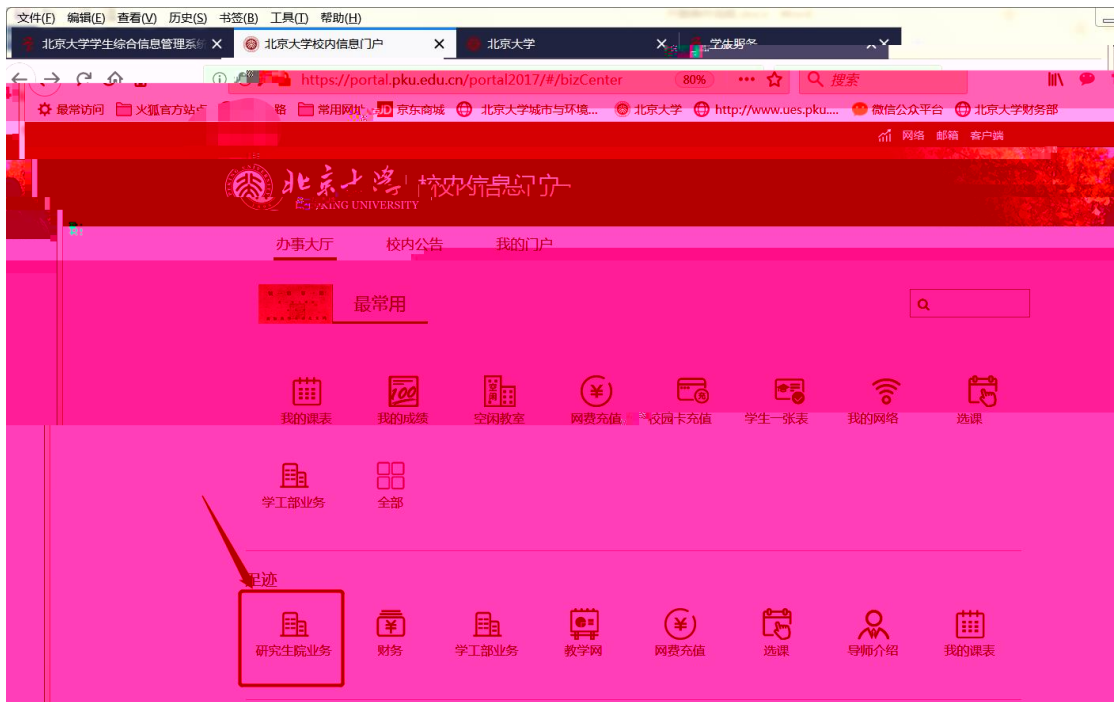 文件(F) 编辑(E) 查看(V) 历史(S) 书签(B) 工具(T) 帮助(H)
北京大学学生综合信息管理系统 北京大学校内信息门户 北京大学
https://portal.pku.edu.cn/portal2017/#/bizCenter 80% 搜索
最常访问 火狐官方站点 常用网址 JD 京东商城 北京大学城市与环境... 北京大学 http://www.ues.pku.... 微信公众平台 北京大学财务部
网络 邮箱 客户端
北京大学 校内信息门户
UNIVERSITY
办事大厅 校内公告 我的门户
最常用
我的课表 我的成绩 空闲教室 网费充值 校园卡充值 学生一张表 我的网络 选课
学工部业务 全部
足迹
研究生院业务 财务 学工部业务 教学网 网费充值 选课 导师介绍 我的课表